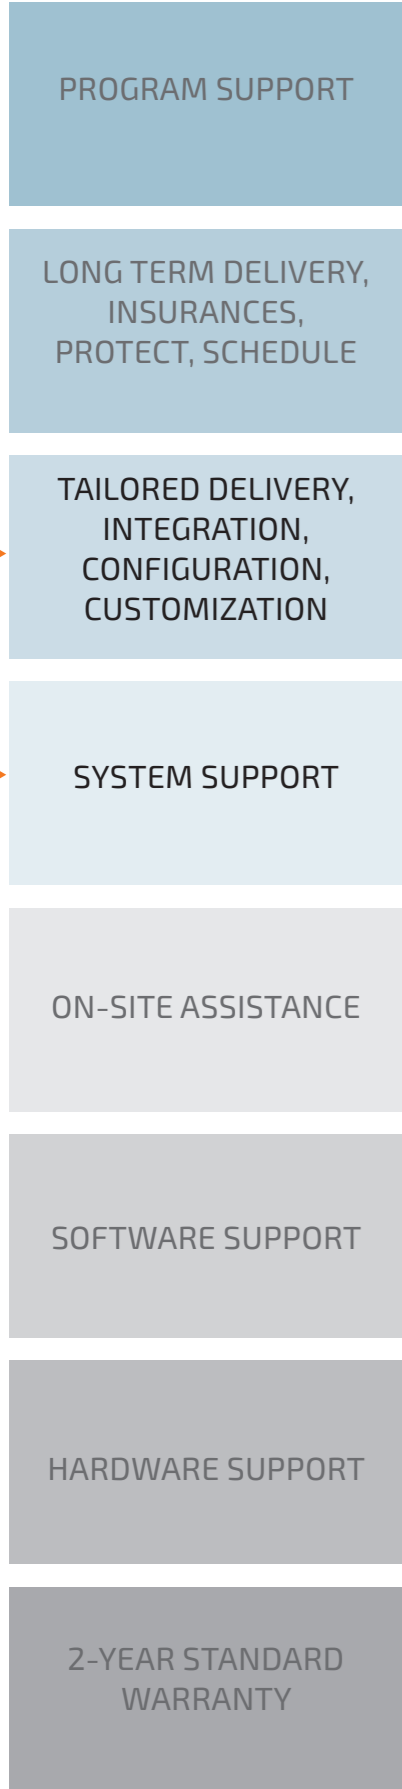 PROGRAM SUPPORT
LONG TERM DELIVERY,
INSURANCES,
PROTECT, SCHEDULE
TAILORED DELIVERY,
INTEGRATION,
CONFIGURATION,
CUSTOMIZATION
SYSTEM SUPPORT
ON-SITE ASSISTANCE
SOFTWARE SUPPORT
HARDWARE SUPPORT
2-YEAR STANDARD
WARRANTY